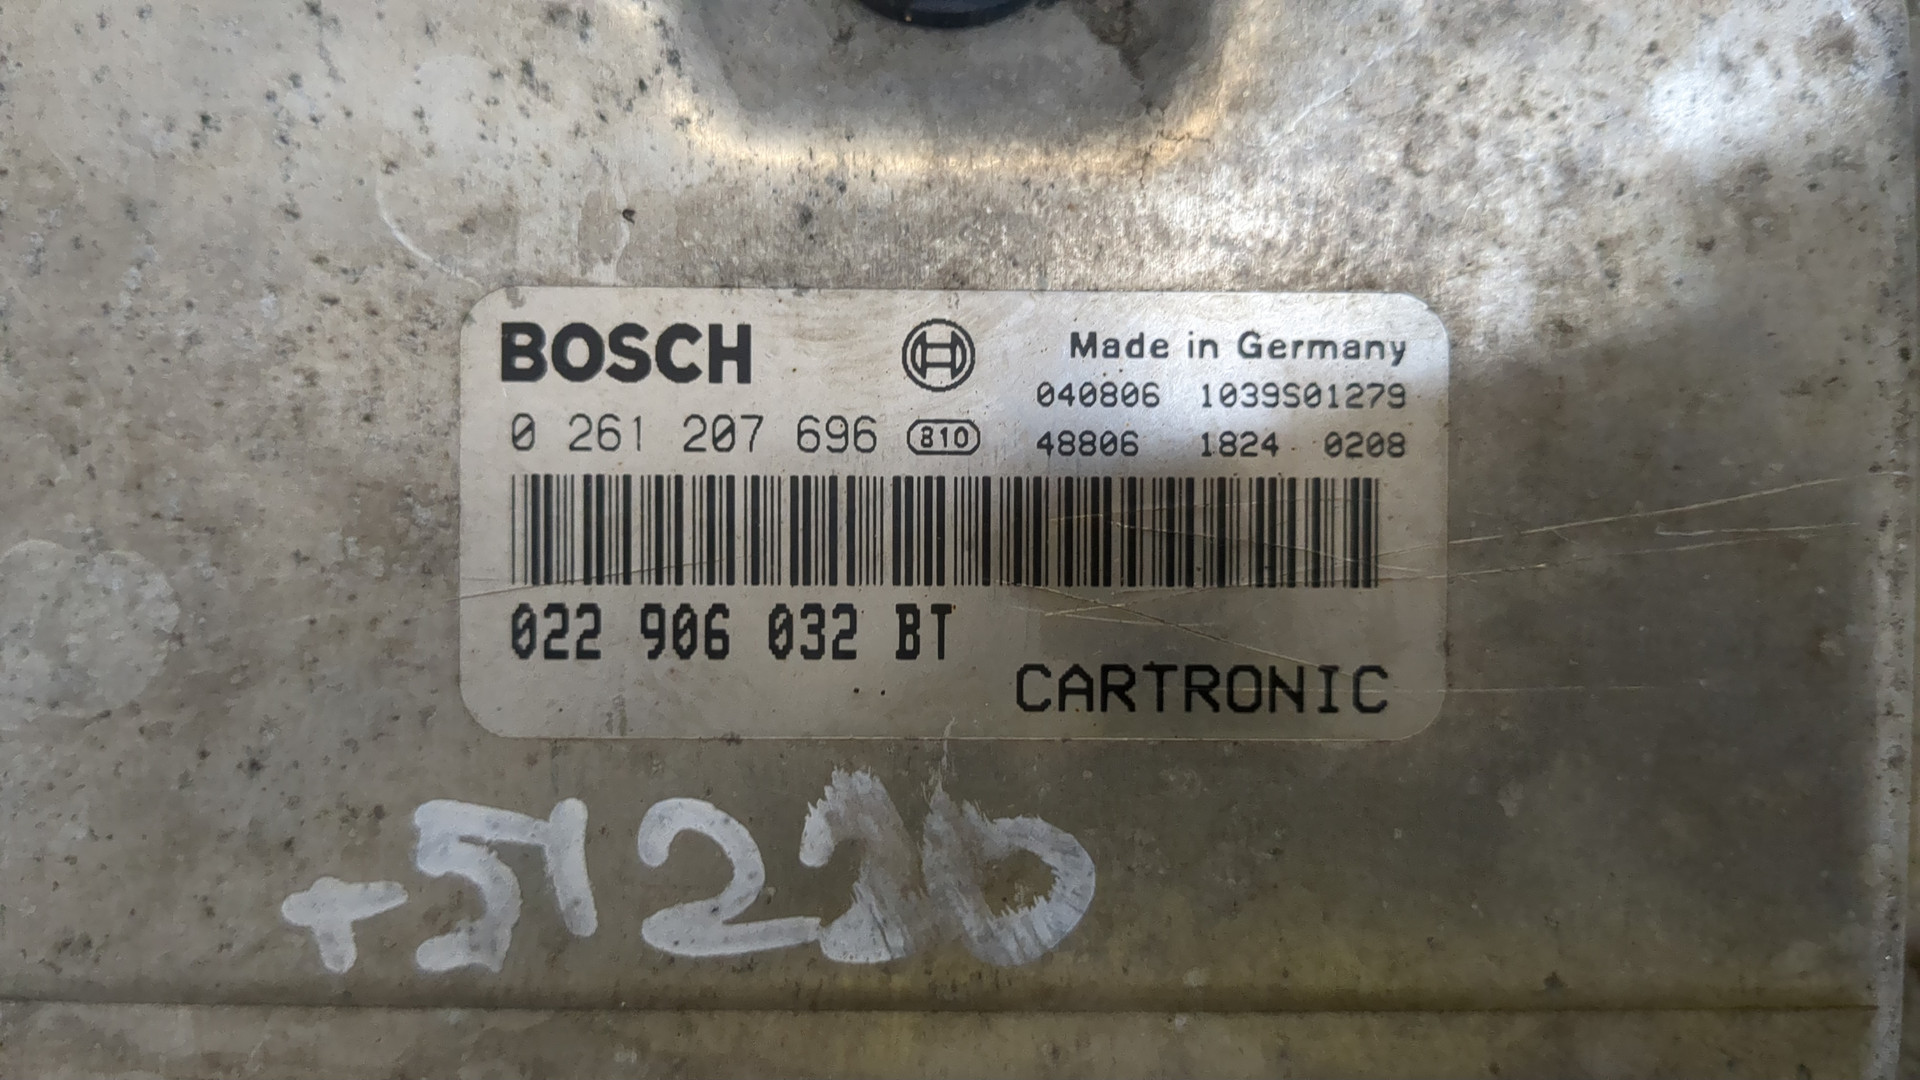 BOSCH
Made in Germany
040806 1039S01279
0 261 207 696 810
48806 1824 0208
022 906 032 BT
CARTRONIC
+51220